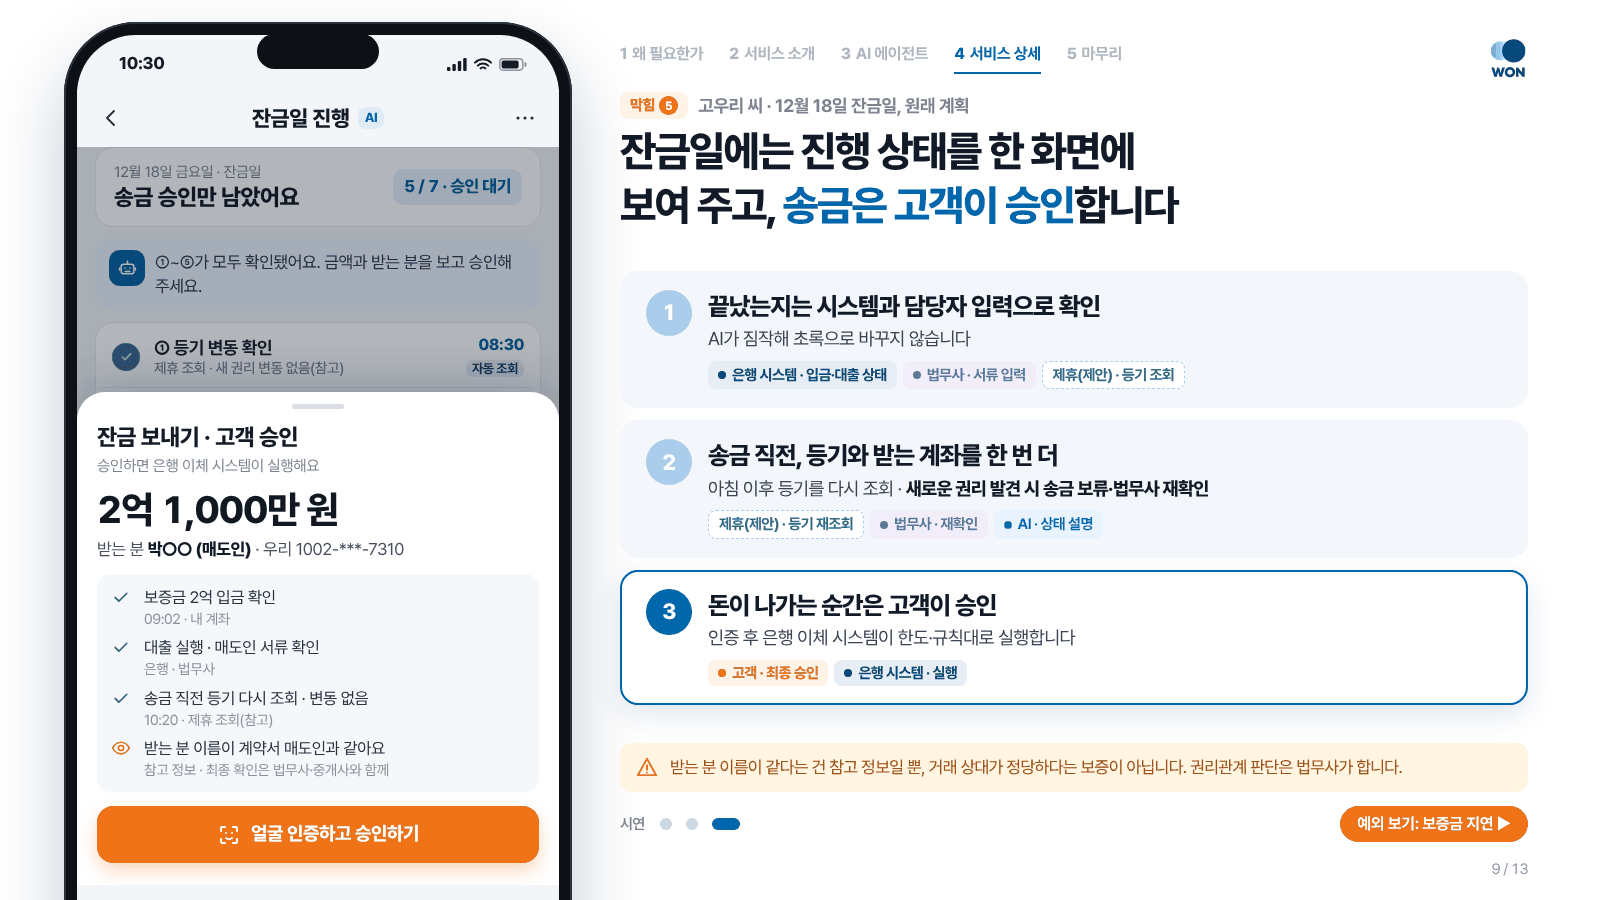 10:30
잔금일 진행 AI
12월 18일 금요일 · 잔금일
송금 승인만 남았어요
5 / 7 · 승인 대기
①~⑤가 모두 확인됐어요. 금액과 받는 분을 보고 승인해
주세요.
① 등기 변동 확인
08:30
제휴 조회 · 새 권리 변동 없음(참고)
자동 조회
잔금 보내기 · 고객 승인
승인하면 은행 이체 시스템이 실행해요
2억 1,000만 원
받는 분 박○○ (매도인) · 우리 1002-***-7310
보증금 2억 입금 확인
09:02 · 내 계좌
대출 실행 · 매도인 서류 확인
은행 · 법무사
송금 직전 등기 다시 조회 · 변동 없음
10:20 · 제휴 조회(참고)
받는 분 이름이 계약서 매도인과 같아요
참고 정보 · 최종 확인은 법무사·중개사와 함께
얼굴 인증하고 승인하기
1 왜 필요한가 2 서비스 소개 3 AI 에이전트 4 서비스 상세 5 마무리
WON
막힘 5 고우리 씨 · 12월 18일 잔금일, 원래 계획
잔금일에는 진행 상태를 한 화면에
보여 주고, 송금은 고객이 승인합니다
1 끝났는지는 시스템과 담당자 입력으로 확인
AI가 짐작해 초록으로 바꾸지 않습니다
은행 시스템 · 입금·대출 상태 법무사 · 서류 입력 제휴(제안) · 등기 조회
2 송금 직전, 등기와 받는 계좌를 한 번 더
아침 이후 등기를 다시 조회 · 새로운 권리 발견 시 송금 보류·법무사 재확인
제휴(제안) · 등기 재조회 법무사 · 재확인 AI · 상태 설명
3 돈이 나가는 순간은 고객이 승인
인증 후 은행 이체 시스템이 한도·규칙대로 실행합니다
고객 · 최종 승인 은행 시스템 · 실행
받는 분 이름이 같다는 건 참고 정보일 뿐, 거래 상대가 정당하다는 보증이 아닙니다. 권리관계 판단은 법무사가 합니다.
시연
예외 보기: 보증금 지연 ▶
9 / 13